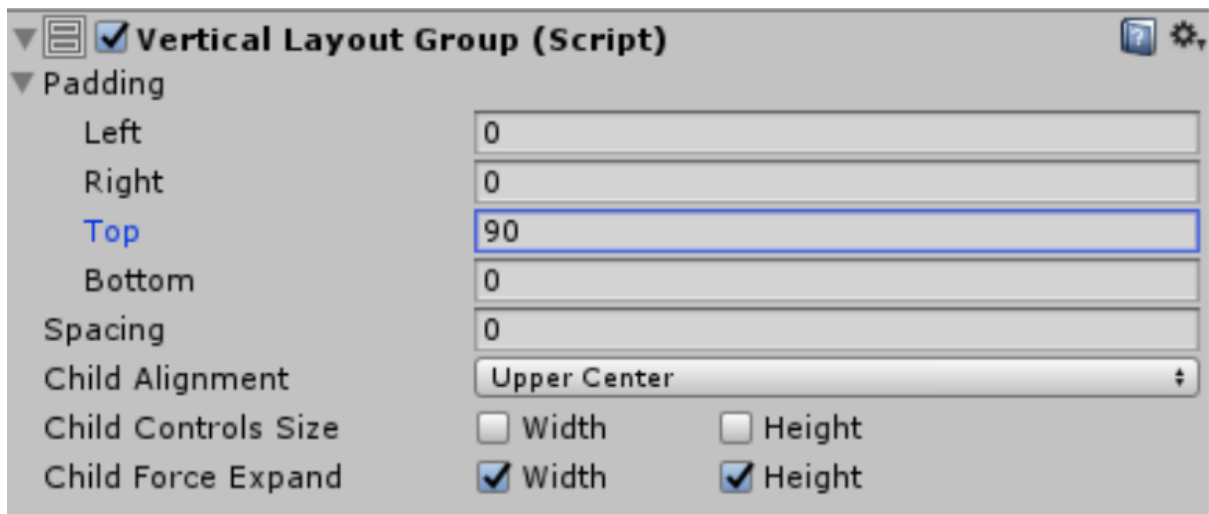 Vertical Layout Group (Script)
Padding
Left 0
Right 0
Top 90
Bottom 0
Spacing 0
Child Alignment Upper Center
Child Controls Size Width Height
Child Force Expand Width Height